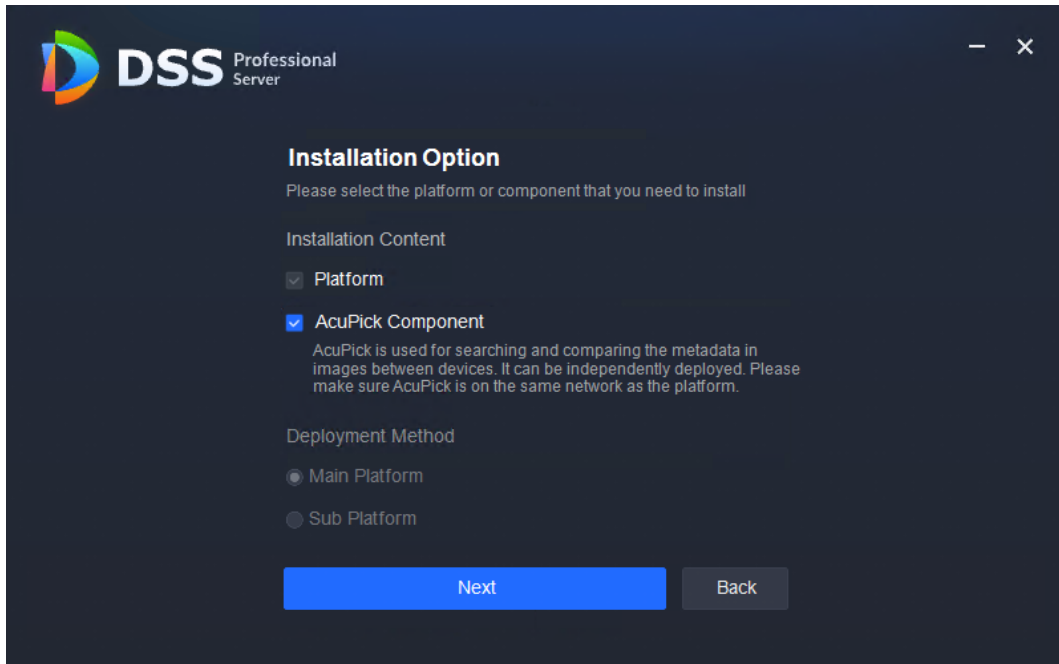 DSS Professional
Server
Installation Option
Please select the platform or component that you need to install
Installation Content
Platform
AcuPick Component
AcuPick is used for searching and comparing the metadata in
images between devices. It can be independently deployed. Please
make sure AcuPick is on the same network as the platform.
Deployment Method
Main Platform
Sub Platform
Next Back